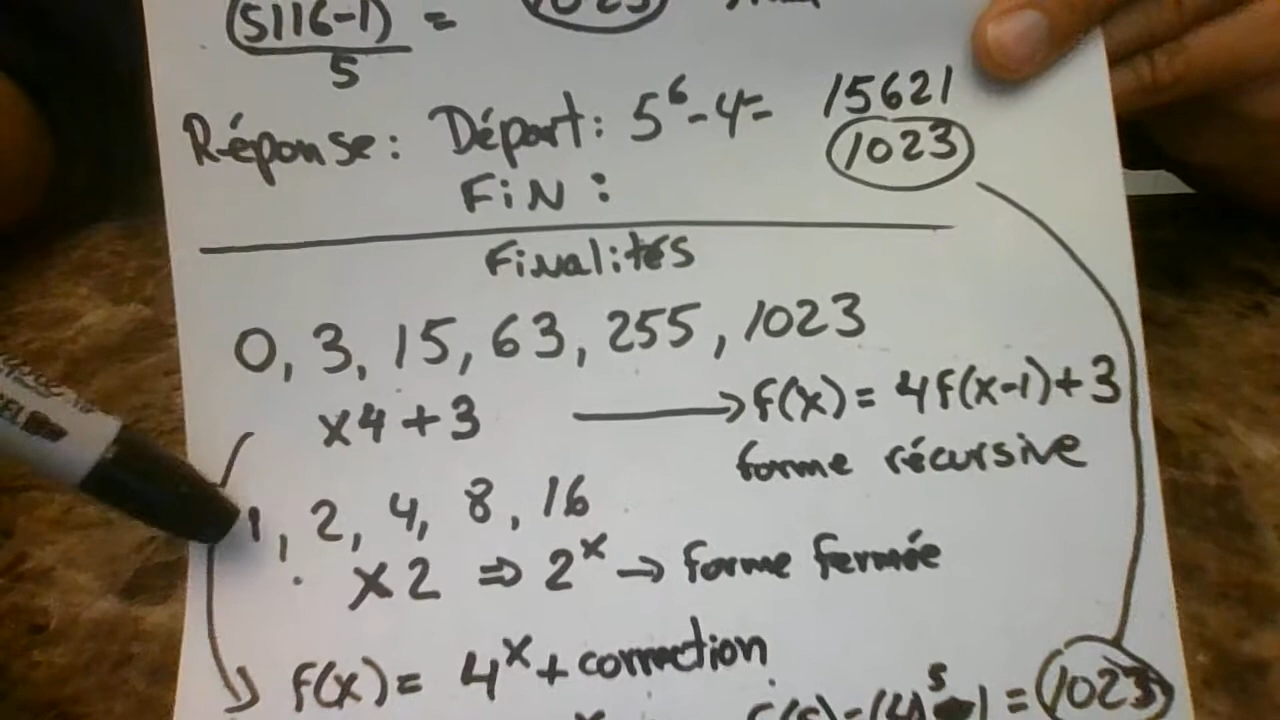 (5116-1) =
5
Réponse: Départ: 5⁶-4= 15621
FiN : 1023
Finalités
0, 3, 15, 63, 255, 1023
x4+3 → f(x)= 4f(x-1)+3
forme récursive
1, 2, 4, 8, 16
x2 ⇒ 2ˣ → forme fermée
f(x)= 4ˣ + correction
= 1023